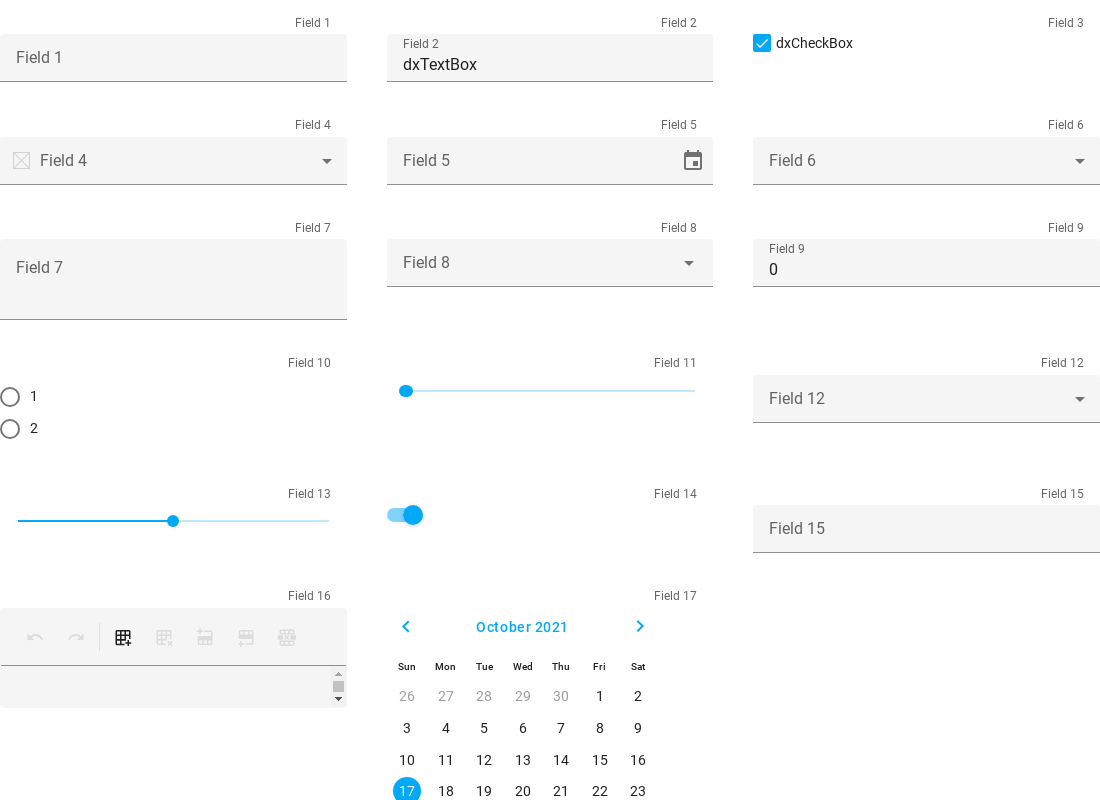 Field 1
Field 1
Field 2
Field 2
dxTextBox
Field 3
dxCheckBox
Field 4
Field 4
Field 5
Field 5
Field 6
Field 6
Field 7
Field 7
Field 8
Field 8
Field 9
Field 9
0
Field 10
1
2
Field 11
Field 12
Field 12
Field 13
Field 14
Field 15
Field 15
Field 16
Field 17
October 2021
Sun Mon Tue Wed Thu Fri Sat
26 27 28 29 30 1 2
3 4 5 6 7 8 9
10 11 12 13 14 15 16
17 18 19 20 21 22 23